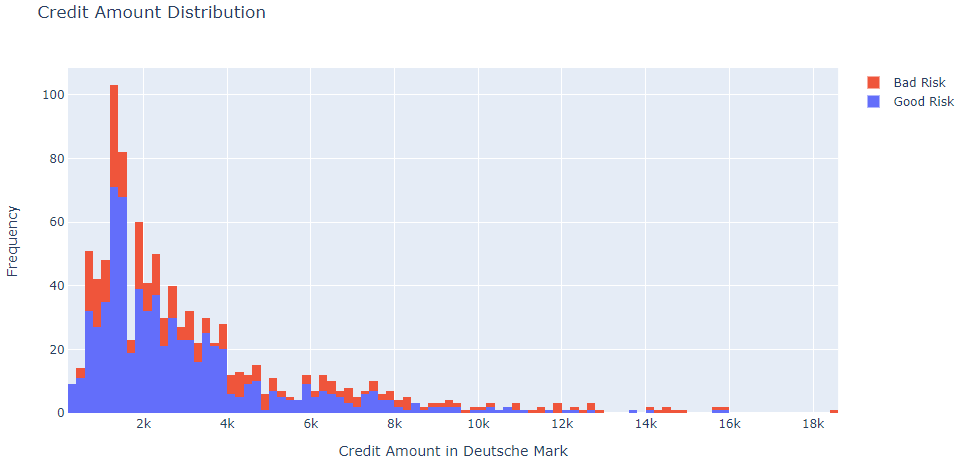 Credit Amount Distribution
Bad Risk
Good Risk
100
80
60
40
20
0
Frequency
2k
4k
6k
8k
10k
12k
14k
16k
18k
Credit Amount in Deutsche Mark